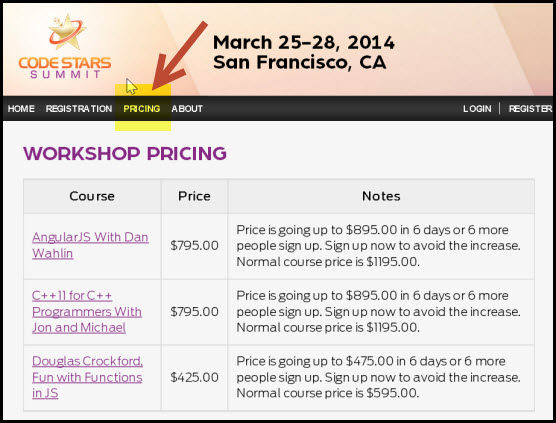 CODE STARS
SUMMIT
March 25-28, 2014
San Francisco, CA
HOME REGISTRATION PRICING ABOUT LOGIN REGISTER
WORKSHOP PRICING
Course Price Notes
AngularJS With Dan
Wahlin
$795.00
Price is going up to $895.00 in 6 days or 6 more
people sign up. Sign up now to avoid the increase.
Normal course price is $1195.00.
C++11 for C++
Programmers With
Jon and Michael
$795.00
Price is going up to $895.00 in 6 days or 6 more
people sign up. Sign up now to avoid the increase.
Normal course price is $1195.00.
Douglas Crockford,
Fun with Functions
in JS
$425.00
Price is going up to $475.00 in 6 days or 6 more
people sign up. Sign up now to avoid the increase.
Normal course price is $595.00.